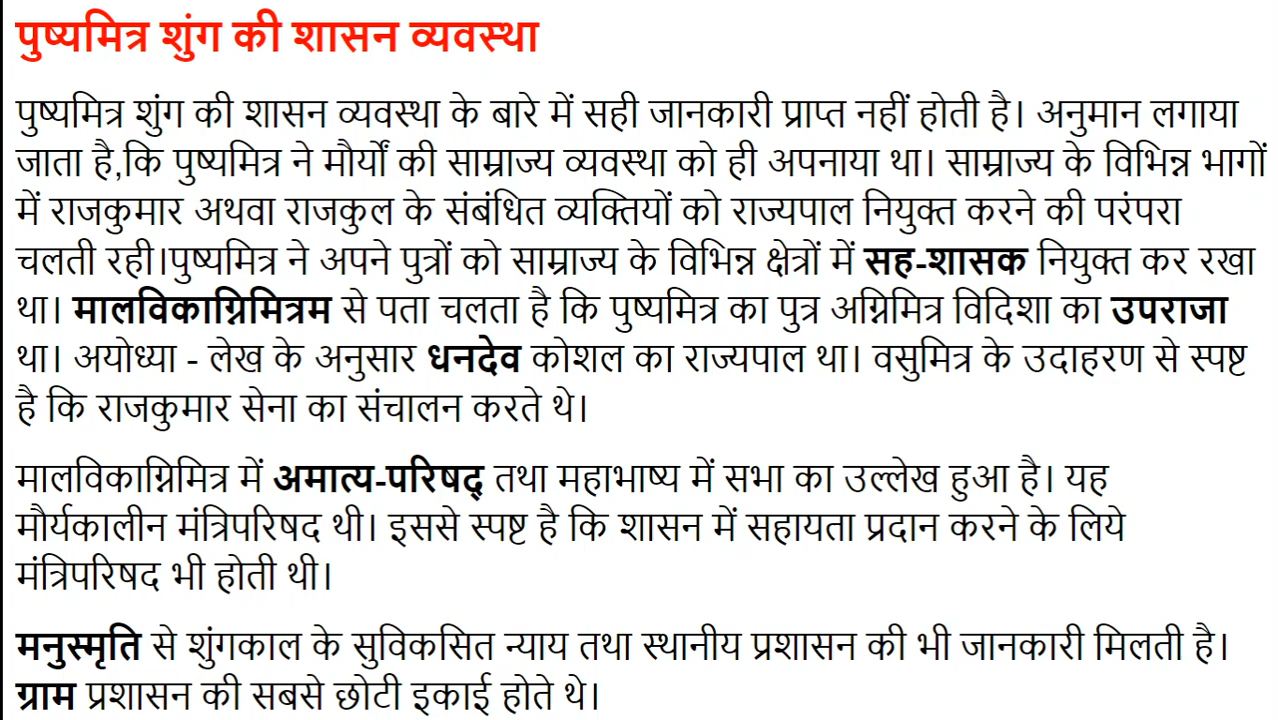 पुष्यमित्र शुंग की शासन व्यवस्था
पुष्यमित्र शुंग की शासन व्यवस्था के बारे में सही जानकारी प्राप्त नहीं होती है। अनुमान लगाया
जाता है,कि पुष्यमित्र ने मौर्यों की साम्राज्य व्यवस्था को ही अपनाया था। साम्राज्य के विभिन्न भागों
में राजकुमार अथवा राजकुल के संबंधित व्यक्तियों को राज्यपाल नियुक्त करने की परंपरा
चलती रही।पुष्यमित्र ने अपने पुत्रों को साम्राज्य के विभिन्न क्षेत्रों में सह-शासक नियुक्त कर रखा
था। मालविकाग्निमित्रम से पता चलता है कि पुष्यमित्र का पुत्र अग्निमित्र विदिशा का उपराजा
था। अयोध्या - लेख के अनुसार धनदेव कोशल का राज्यपाल था। वसुमित्र के उदाहरण से स्पष्ट
है कि राजकुमार सेना का संचालन करते थे।
मालविकाग्निमित्र में अमात्य-परिषद् तथा महाभाष्य में सभा का उल्लेख हुआ है। यह
मौर्यकालीन मंत्रिपरिषद थी। इससे स्पष्ट है कि शासन में सहायता प्रदान करने के लिये
मंत्रिपरिषद भी होती थी।
मनुस्मृति से शुंगकाल के सुविकसित न्याय तथा स्थानीय प्रशासन की भी जानकारी मिलती है।
ग्राम प्रशासन की सबसे छोटी इकाई होते थे।